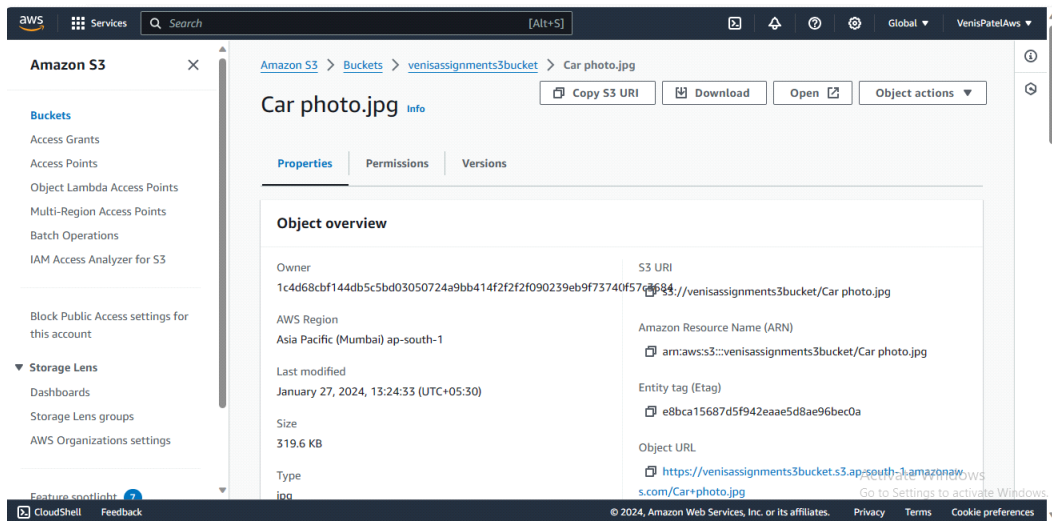 aws Services Search [Alt+S] Global ▼ VenisPatelAws ▼
Amazon S3
Buckets
Access Grants
Access Points
Object Lambda Access Points
Multi-Region Access Points
Batch Operations
IAM Access Analyzer for S3
Block Public Access settings for
this account
▼ Storage Lens
Dashboards
Storage Lens groups
AWS Organizations settings
Feature spotlight 7
Amazon S3 > Buckets > venisassignments3bucket > Car photo.jpg
Car photo.jpg Info
Copy S3 URI Download Open Object actions ▼
Properties Permissions Versions
Object overview
Owner
AWS Region
Asia Pacific (Mumbai) ap-south-1
Last modified
January 27, 2024, 13:24:33 (UTC+05:30)
Size
319.6 KB
Type
jpg
S3 URI
s3://venisassignments3bucket/Car photo.jpg
Amazon Resource Name (ARN)
arn:aws:s3:::venisassignments3bucket/Car photo.jpg
Entity tag (Etag)
e8bca15687d5f942eaae5d8ae96bec0a
Object URL
https://venisassignments3bucket.s3.ap-south-1.amazonaw
s.com/Car+photo.jpg
Activate Windows
Go to Settings to activate Windows.
CloudShell Feedback © 2024, Amazon Web Services, Inc. or its affiliates. Privacy Terms Cookie preferences